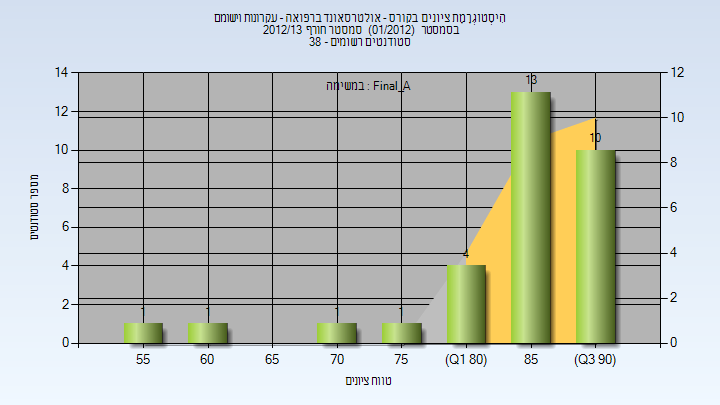 היסטוגרמת ציונים בקורס - אולטרסאונד ברפואה - עקרונות וישומם
בסמסטר (01/2012) סמסטר חורף 2012/13
סטודנטים רשומים - 38
במשימה : Final_A
14 12 10 8 6 4 2 0
מספר סטודנטים
12 10 8 6 4 2 0
1 1 1 1 4 13 10
55 60 65 70 75 (Q1 80) 85 (Q3 90)
טווח ציונים